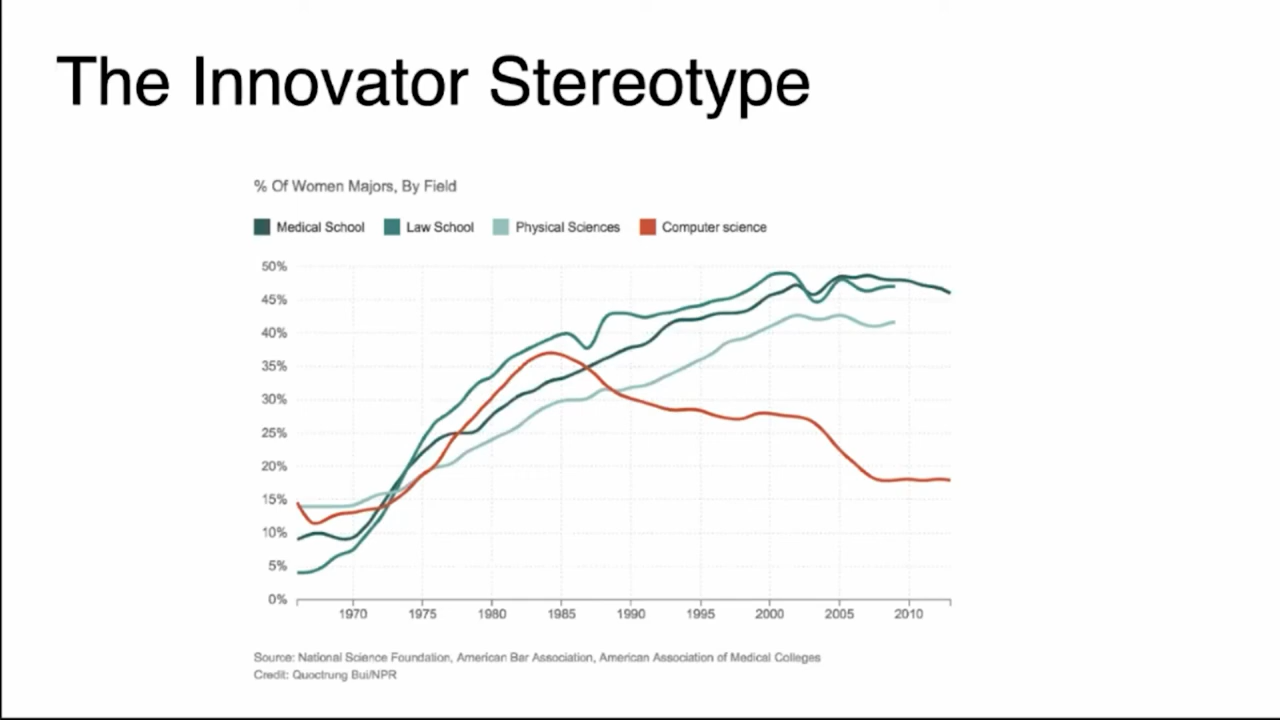 The Innovator Stereotype
% Of Women Majors, By Field
Medical School Law School Physical Sciences Computer science
50%
45%
40%
35%
30%
25%
20%
15%
10%
5%
0%
1970 1975 1980 1985 1990 1995 2000 2005 2010
Source: National Science Foundation, American Bar Association, American Association of Medical Colleges
Credit: Quoctrung Bui/NPR